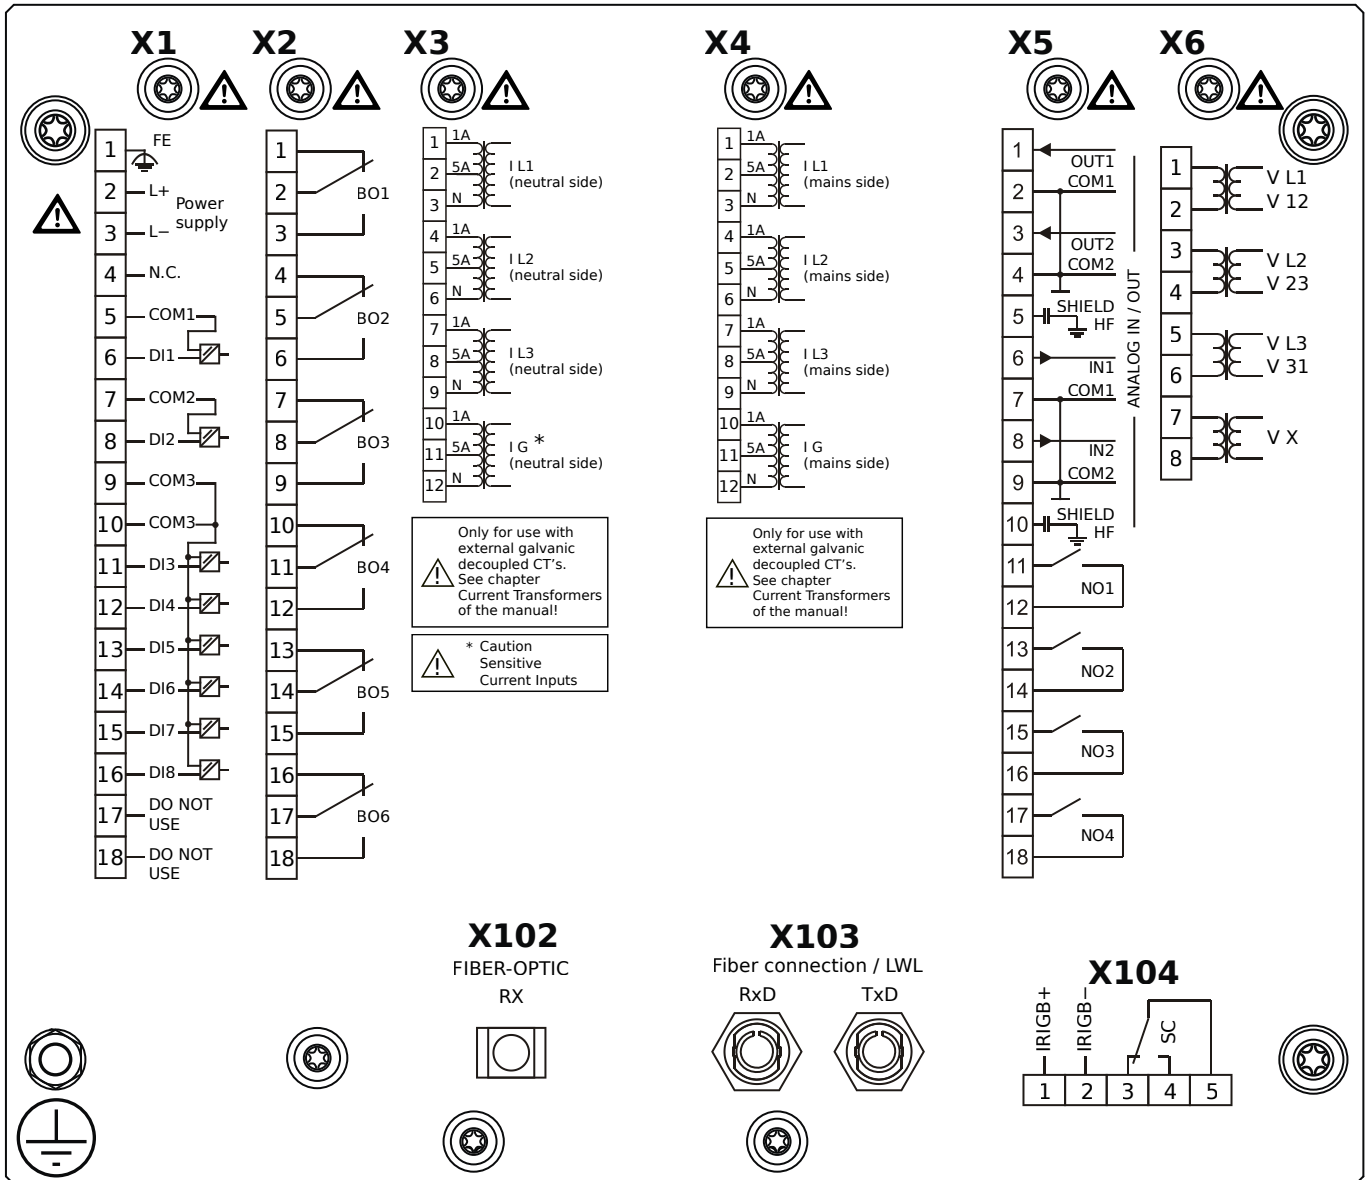 X1 X2 X3 X4 X5 X6
1 FE
2 L+
Power
supply
3 L−
4 N.C.
5 COM1
6 DI1
7 COM2
8 DI2
9 COM3
10 COM3
11 DI3
12 DI4
13 DI5
14 DI6
15 DI7
16 DI8
17 DO NOT
USE
18 DO NOT
USE
1
2 BO1
3
4
5 BO2
6
7
8 BO3
9
10
11 BO4
12
13
14 BO5
15
16
17 BO6
18
1 1A
2 5A I L1
(neutral side)
3 N
4 1A
5 5A I L2
(neutral side)
6 N
7 1A
8 5A I L3
(neutral side)
9 N
10 1A
11 5A I G *
(neutral side)
12 N
Only for use with
external galvanic
decoupled CT's.
See chapter
Current Transformers
of the manual!
* Caution
Sensitive
Current Inputs
1 1A
2 5A I L1
(mains side)
3 N
4 1A
5 5A I L2
(mains side)
6 N
7 1A
8 5A I L3
(mains side)
9 N
10 1A
11 5A I G
(mains side)
12 N
Only for use with
external galvanic
decoupled CT's.
See chapter
Current Transformers
of the manual!
1 OUT1
2 COM1
3 OUT2
4 COM2
5 SHIELD
HF
6 IN1
7 COM1
8 IN2
9 COM2
10 SHIELD
HF
ANALOG IN / OUT
11
NO1
12
13
NO2
14
15
NO3
16
17
NO4
18
1 V L1
2 V 12
3 V L2
4 V 23
5 V L3
6 V 31
7 V X
8
X102
FIBER-OPTIC
RX
X103
Fiber connection / LWL
RxD TxD
X104
IRIGB+ IRIGB− SC
1 2 3 4 5